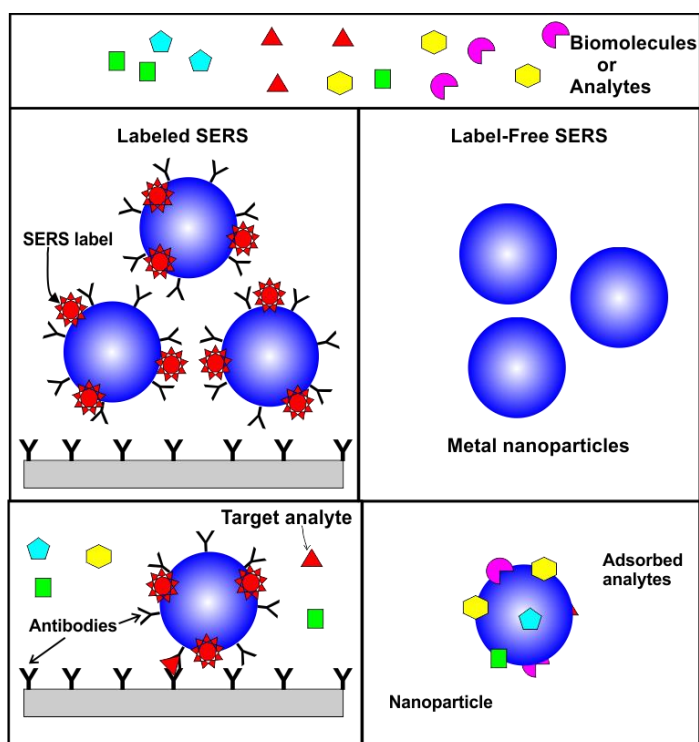 Biomolecules
or
Analytes
Labeled SERS
Label-Free SERS
SERS label
Metal nanoparticles
Target analyte
Antibodies
Adsorbed
analytes
Nanoparticle